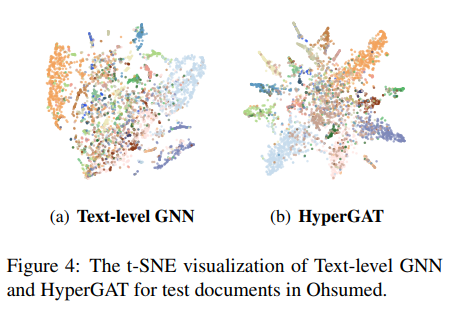 (a) Text-level GNN
(b) HyperGAT
Figure 4: The t-SNE visualization of Text-level GNN
and HyperGAT for test documents in Ohsumed.